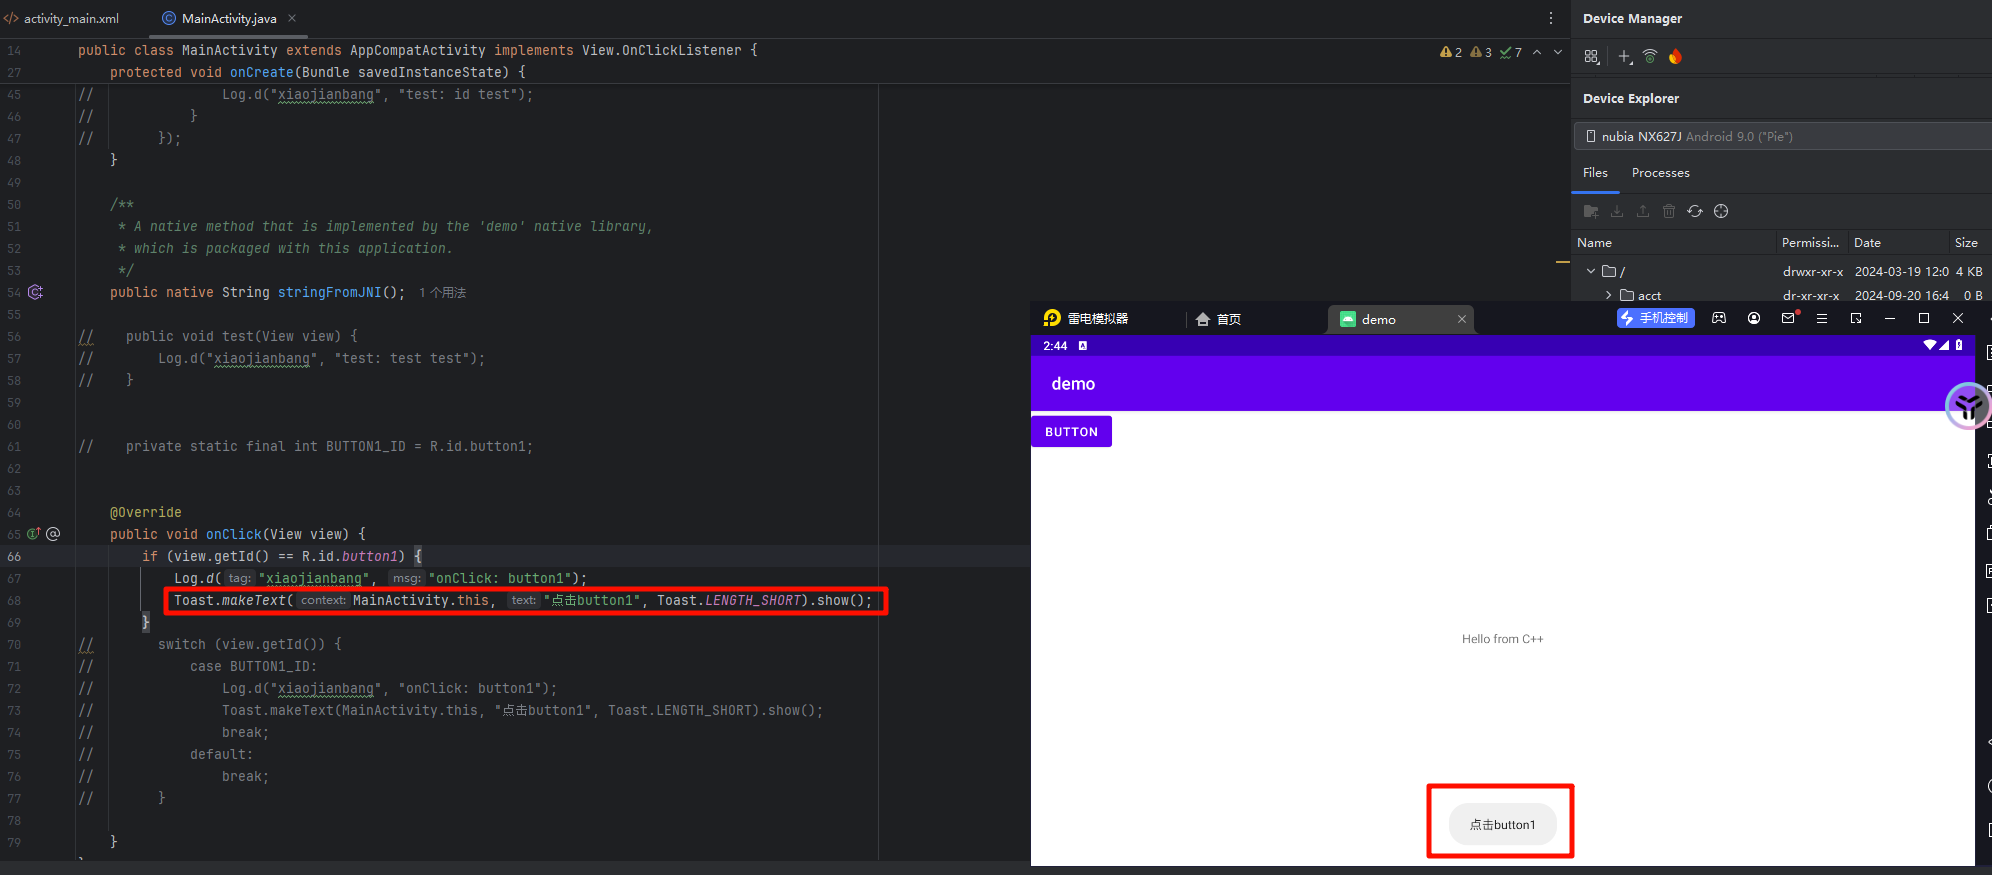 activity_main.xml
MainActivity.java
14 public class MainActivity extends AppCompatActivity implements View.OnClickListener {
2 3 7
27 protected void onCreate(Bundle savedInstanceState) {
45 // Log.d("xiaojianbang", "test: id test");
46 // }
47 // });
48 }
49
50 /**
51 * A native method that is implemented by the 'demo' native library,
52 * which is packaged with this application.
53 */
54 public native String stringFromJNI(); 1 个用法
55
56 // public void test(View view) {
57 // Log.d("xiaojianbang", "test: test test");
58 // }
59
60
61 // private static final int BUTTON1_ID = R.id.button1;
62
63
64 @Override
65 public void onClick(View view) {
66 if (view.getId() == R.id.button1) {
67 Log.d( tag: "xiaojianbang", msg: "onClick: button1");
68 Toast.makeText( context: MainActivity.this, text: "点击button1", Toast.LENGTH_SHORT).show();
69 }
70 // switch (view.getId()) {
71 // case BUTTON1_ID:
72 // Log.d("xiaojianbang", "onClick: button1");
73 // Toast.makeText(MainActivity.this, "点击button1", Toast.LENGTH_SHORT).show();
74 // break;
75 // default:
76 // break;
77 // }
78
79 }
Device Manager
Device Explorer
nubia NX627J Android 9.0 ("Pie")
Files Processes
Name Permissi... Date Size
/ drwxr-xr-x 2024-03-19 12:0 4 KB
acct dr-xr-xr-x 2024-09-20 16:4 0 B
雷电模拟器 首页 demo 手机控制
2:44 A
demo
BUTTON
Hello from C++
点击button1